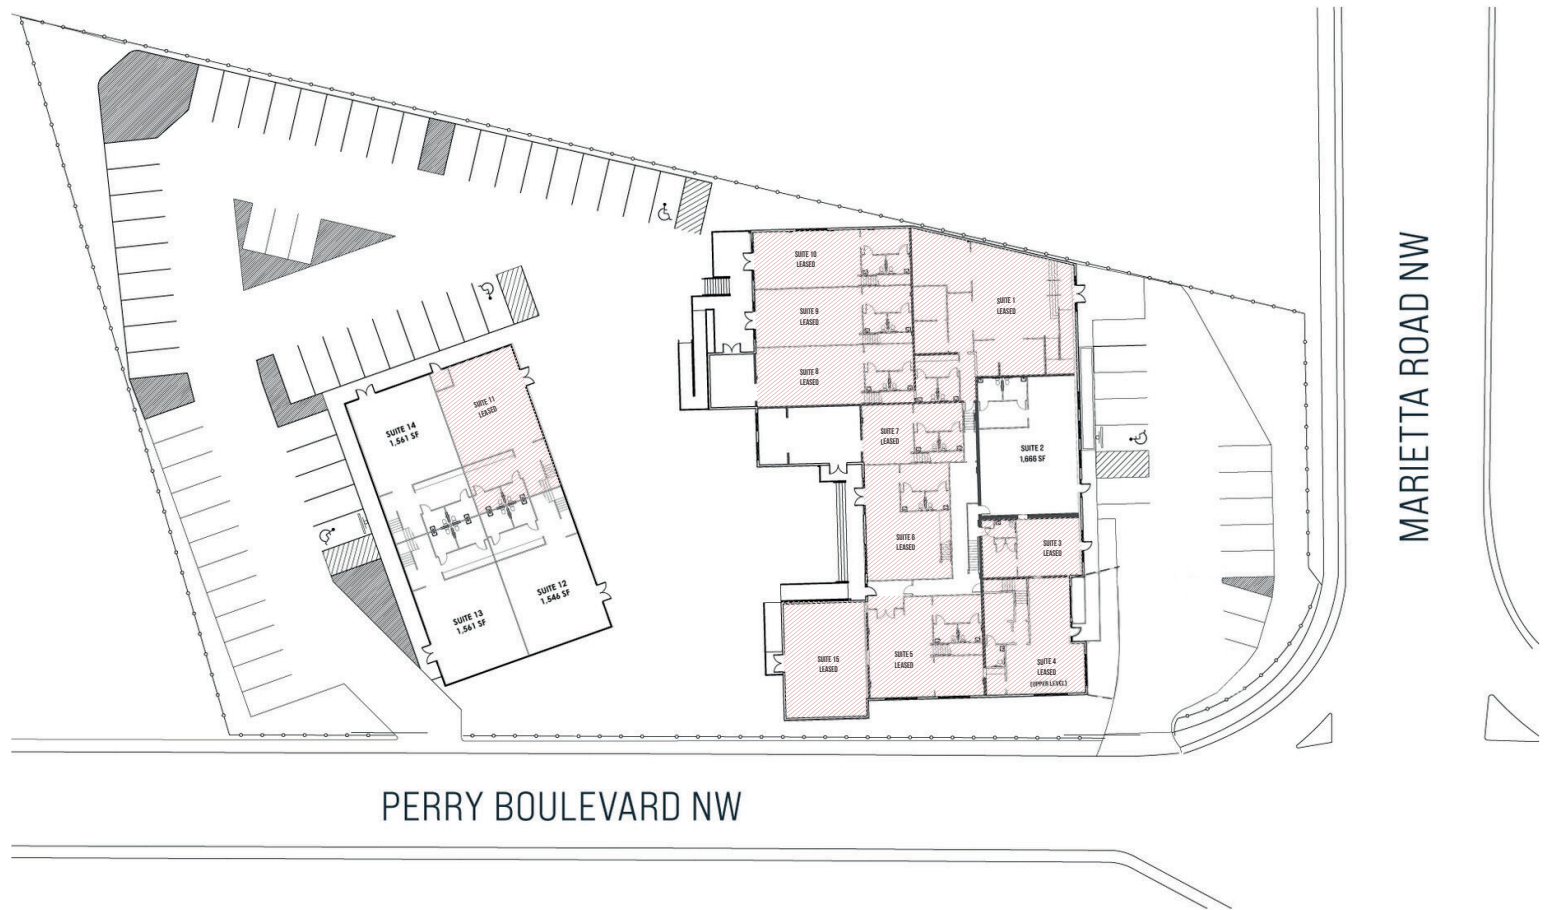 SUITE 10
LEASED
SUITE 9
LEASED
SUITE 8
LEASED
SUITE 1
LEASED
SUITE 11
LEASED
SUITE 14
1,561 SF
SUITE 7
LEASED
SUITE 2
1,666 SF
SUITE 6
LEASED
SUITE 3
LEASED
SUITE 12
1,546 SF
SUITE 13
1,561 SF
SUITE 15
LEASED
SUITE 5
LEASED
SUITE 4
LEASED
(UPPER LEVEL)
MARIETTA ROAD NW
PERRY BOULEVARD NW